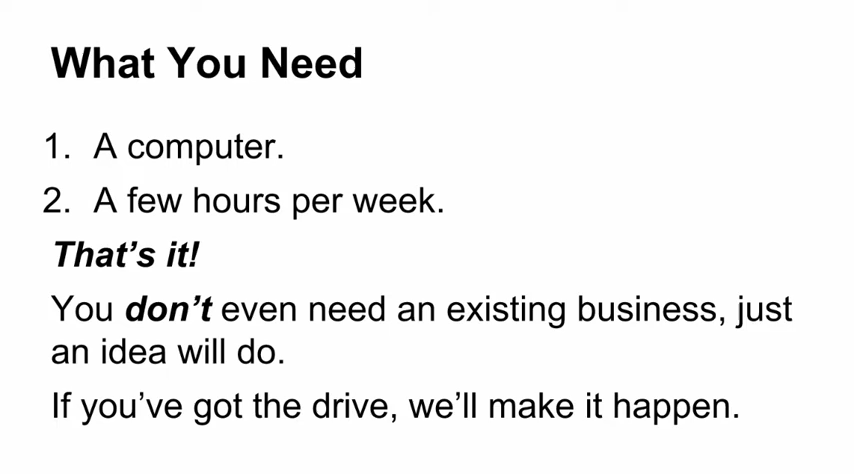 What You Need
1. A computer.
2. A few hours per week.
That's it!
You don't even need an existing business, just
an idea will do.
If you've got the drive, we'll make it happen.